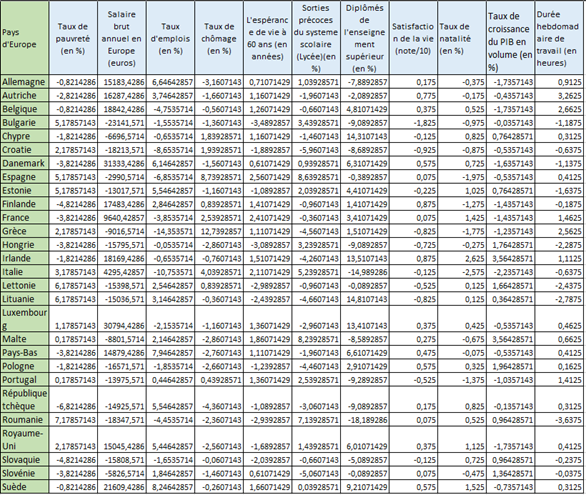 Pays d'Europe | Taux de pauvreté (en %) | Salaire brut annuel en Europe (euros) | Taux d'emplois (en %) | Taux de chômage (en %) | L'espérance de vie à 60 ans (en années) | Sorties précoces du systeme scolaire (Lycée)(en %) | Diplômés de l'enseignement supérieur (en %) | Satisfaction de la vie (note/10) | Taux de natalité (en %) | Taux de croissance du PIB en volume (en %) | Durée hebdomadaire de travail (en heures)
Allemagne -0,8214286 15183,4286 6,64642857 -3,1607143 0,71071429 1,03928571 -7,8892857 0,175 -0,375 -1,7357143 0,9125
Autriche -2,8214286 16287,4286 3,74642857 -1,6607143 1,16071429 -1,9607143 -2,0892857 0,775 -0,175 -0,4357143 3,2625
Belgique -0,8214286 18842,4286 -4,7535714 -0,5607143 1,26071429 -0,0607143 4,81071429 0,375 0,525 -1,7357143 2,6625
Bulgarie 5,17857143 -23141,571 -5,5535714 -1,3607143 -3,4892857 3,43928571 -9,0892857 -1,825 -0,975 -0,0357143 -1,1875
Chypre -1,8214286 -6696,5714 -0,6535714 1,83928571 1,16071429 -1,4607143 14,3107143 -0,125 0,825 0,76428571 0,3125
Croatie 2,17857143 -18213,571 -8,6535714 1,93928571 -1,8892857 -5,9607143 -8,6892857 -0,925 -0,875 -0,5357143 -0,6375
Danemark -3,8214286 31333,4286 6,14642857 -1,5607143 0,61071429 0,93928571 6,31071429 0,575 0,725 -1,6357143 -1,1375
Espagne 5,17857143 -2990,5714 -6,8535714 8,73928571 2,56071429 8,63928571 -0,3892857 0,075 -1,975 -0,5357143 0,4125
Estonie 5,17857143 -13017,571 5,54642857 -1,1607143 -1,0892857 2,03928571 4,41071429 -0,225 1,025 0,76428571 -1,6375
Finlande -4,8214286 17483,4286 2,84642857 0,83928571 1,41071429 -0,9607143 0,41071429 0,875 -1,275 -0,4357143 -0,1875
France -3,8214286 9640,42857 -3,8535714 2,53928571 2,41071429 -0,3607143 3,41071429 0,075 1,425 -1,4357143 1,4625
Grèce 2,17857143 -9016,5714 -14,353571 12,7392857 1,11071429 -4,5607143 1,51071429 -0,825 -1,775 -1,2357143 2,5625
Hongrie -3,8214286 -15795,571 -0,0535714 -2,8607143 -3,0892857 3,23928571 -9,0892857 -0,725 -0,275 1,76428571 -2,2875
Irlande -1,8214286 18169,4286 -0,6535714 -0,7607143 1,51071429 -4,2607143 13,5107143 0,875 2,625 3,56428571 1,1125
Italie 3,17857143 4295,42857 -10,753571 4,03928571 2,11071429 5,23928571 -14,989286 -0,125 -2,575 -2,2357143 -0,6375
Lettonie 6,17857143 -15398,571 2,54642857 0,83928571 -2,9892857 -0,9607143 -0,0892857 -0,525 0,125 1,66428571 -2,4375
Lituanie 6,17857143 -15036,571 3,14642857 -0,3607143 -2,4392857 -4,6607143 14,8107143 -0,825 0,125 0,36428571 -2,7875
Luxembourg 1,17857143 30794,4286 -2,1535714 -1,1607143 1,36071429 -2,9607143 13,4107143 0,375 0,425 -0,5357143 0,4625
Malte 0,17857143 -8801,5714 2,14642857 -2,8607143 1,86071429 8,23928571 -8,5892857 0,275 -0,675 3,56428571 0,6625
Pays-Bas -3,8214286 14879,4286 7,94642857 -2,7607143 1,11071429 -1,9607143 6,61071429 0,475 -0,075 -0,5357143 0,4125
Pologne -1,8214286 -16571,571 -1,8535714 -2,6607143 -1,2392857 -4,4607143 2,91071429 0,575 0,325 1,96428571 0,1625
Portugal 0,17857143 -13975,571 0,44642857 0,43928571 1,36071429 2,53928571 -9,2892857 -0,525 -1,375 -1,0357143 1,4125
République tchèque -6,8214286 -14925,571 5,54642857 -4,3607143 -1,0892857 -3,0607143 -9,0892857 0,175 0,825 -0,1357143 0,3125
Roumanie 7,17857143 -18347,571 -4,4535714 -2,3607143 -2,9392857 7,13928571 -18,189286 0,075 0,525 0,96428571 -3,6375
Royaume-Uni 2,17857143 15045,4286 5,44642857 -2,5607143 -1,6892857 1,43928571 6,01071429 0,375 1,125 -1,7357143 0,4125
Slovaquie -4,8214286 -15808,571 -1,6535714 -0,0607143 -2,0392857 -0,6607143 -5,0892857 -0,125 0,725 0,96428571 -0,2375
Slovénie -3,8214286 -5826,5714 1,84642857 -1,4607143 0,61071429 -5,0607143 -0,0892857 0,075 -0,475 1,36428571 -0,0375
Suède -0,8214286 21609,4286 8,24642857 -0,2607143 1,66071429 0,03928571 9,21071429 0,575 1,525 -0,7357143 0,3125